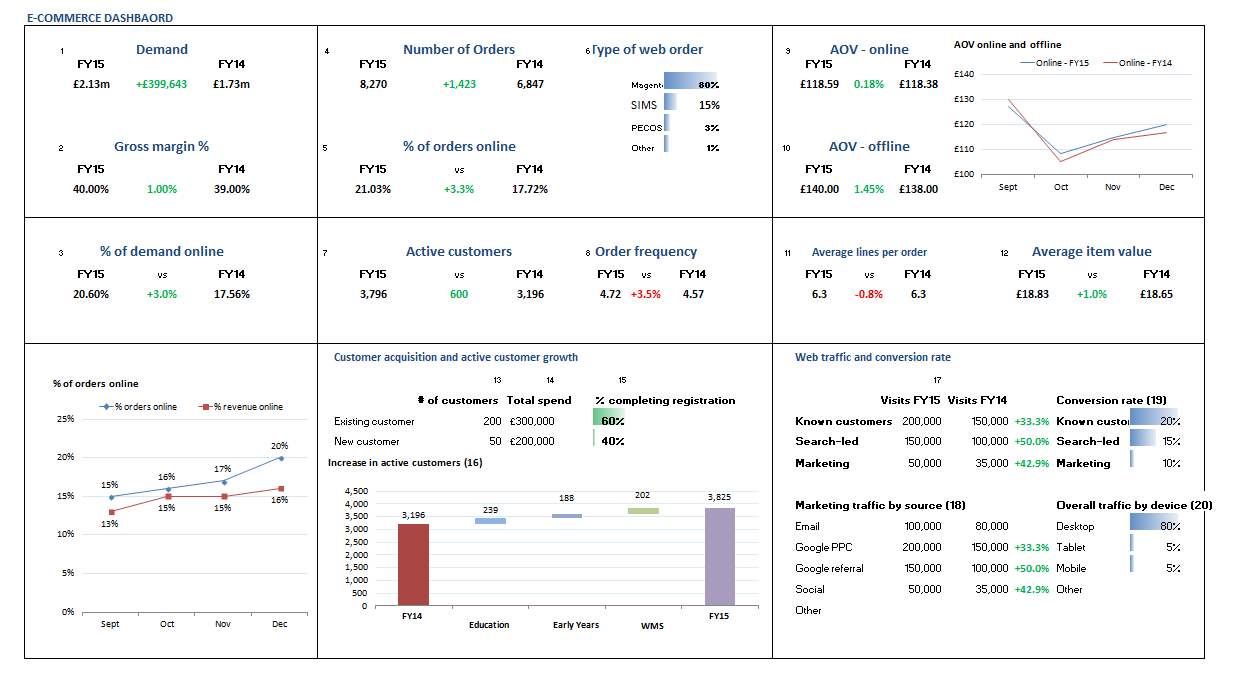 E-COMMERCE DASHBAORD
1 Demand
FY15 FY14
£2.13m +£399,643 £1.73m
2 Gross margin %
FY15 FY14
40.00% 1.00% 39.00%
4 Number of Orders
FY15 FY14
8,270 +1,423 6,847
5 % of orders online
FY15 vs FY14
21.03% +3.3% 17.72%
6 Type of web order
Magent 80%
SIMS 15%
PECOS 3%
Other 1%
9 AOV - online
FY15 FY14
£118.59 0.18% £118.38
10 AOV - offline
FY15 FY14
£140.00 1.45% £138.00
AOV online and offline
Online - FY15 Online - FY14
£140
£130
£120
£110
£100
Sept Oct Nov Dec
3 % of demand online
FY15 vs FY14
20.60% +3.0% 17.56%
7 Active customers
FY15 vs FY14
3,796 600 3,196
8 Order frequency
FY15 vs FY14
4.72 +3.5% 4.57
11 Average lines per order
FY15 vs FY14
6.3 -0.8% 6.3
12 Average item value
FY15 vs FY14
£18.83 +1.0% £18.65
% of orders online
% orders online % revenue online
25%
20%
15%
10%
5%
0%
15% 16% 17% 20%
13% 15% 15% 16%
Sept Oct Nov Dec
Customer acquisition and active customer growth
13 14 15
# of customers Total spend % completing registration
Existing customer 200 £300,000 60%
New customer 50 £200,000 40%
Increase in active customers (16)
4,500
4,000
3,500
3,000
2,500
2,000
1,500
1,000
500
0
3,196 239 188 202 3,825
FY14 Education Early Years WMS FY15
Web traffic and conversion rate
17
Visits FY15 Visits FY14 Conversion rate (19)
Known customers 200,000 150,000 +33.3% Known custo 20%
Search-led 150,000 100,000 +50.0% Search-led 15%
Marketing 50,000 35,000 +42.9% Marketing 10%
Marketing traffic by source (18) Overall traffic by device (20)
Email 100,000 80,000 Desktop 80%
Google PPC 200,000 150,000 +33.3% Tablet 5%
Google referral 150,000 100,000 +50.0% Mobile 5%
Social 50,000 35,000 +42.9% Other
Other